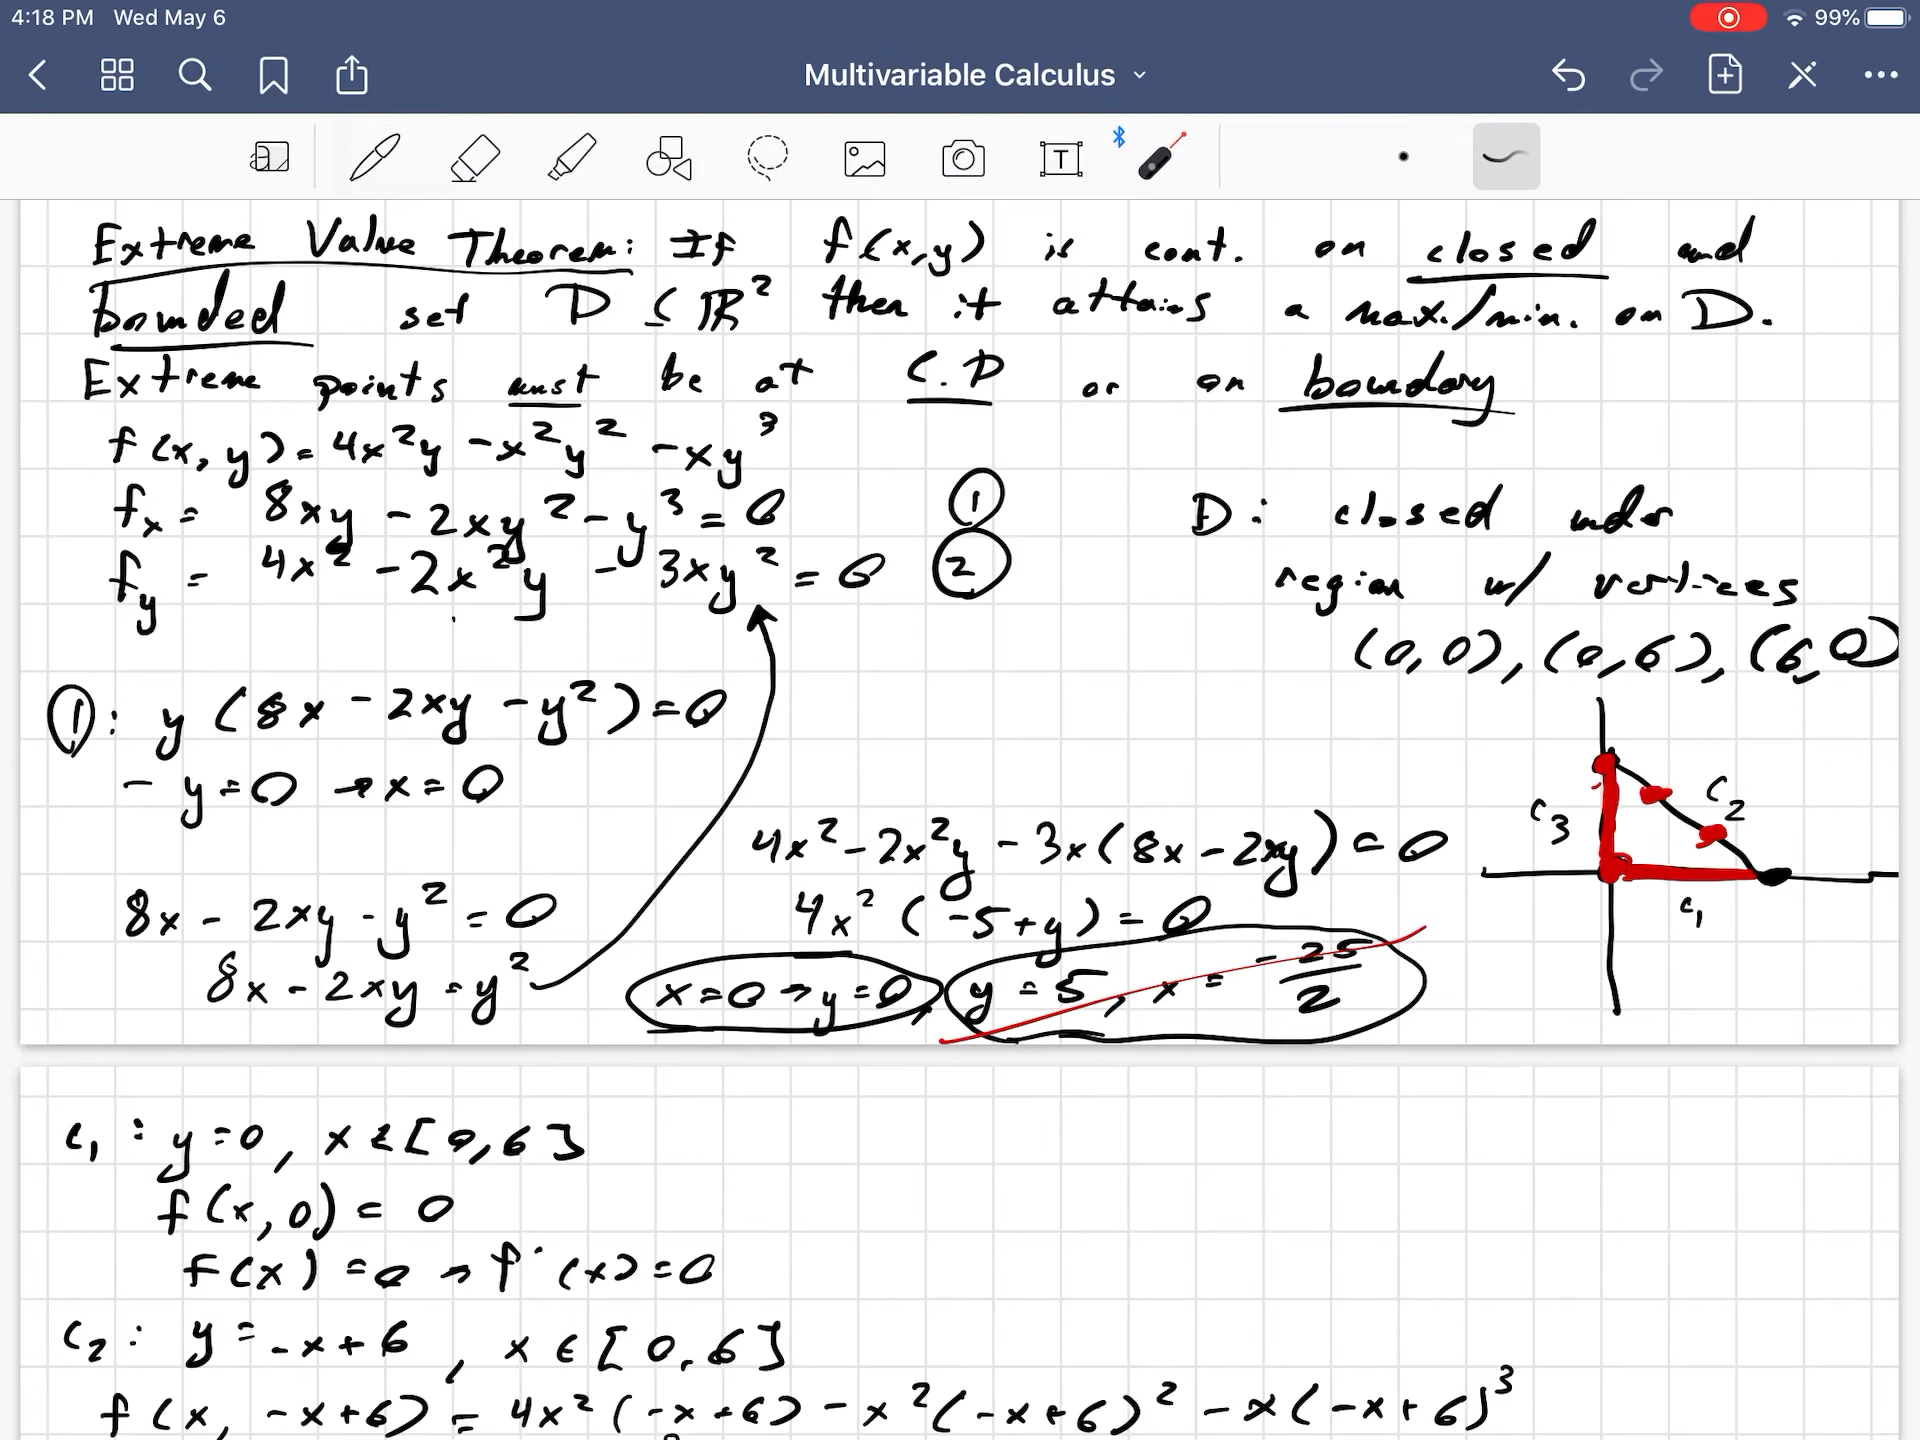 4:18 PM Wed May 6
99%
Multivariable Calculus
Extreme Value Theorem: If f(x,y) is cont. on closed and
bounded set D ⊆ ℝ² then it attains a max./min. on D.
Extreme points must be at C.P or on boundary
f(x,y) = 4x²y - x²y² - xy³
f_x = 8xy - 2xy² - y³ = 0 ①
f_y = 4x² - 2x²y - 3xy² = 0 ②
D: closed under
region w/ vertices
(0,0), (0,6), (6,0)
①: y(8x - 2xy - y²) = 0
- y = 0 → x = 0
8x - 2xy - y² = 0
8x - 2xy = y²
4x² - 2x²y - 3x(8x - 2xy) = 0
4x²(-5+y) = 0
x = 0 → y = 0, y = 5, x = -25/2
C₃
C₂
C₁
C₁: y = 0, x ∈ [0,6]
f(x,0) = 0
f(x) = 0 → f'(x) = 0
C₂: y = -x+6, x ∈ [0,6]
f(x, -x+6) = 4x²(-x+6) - x²(-x+6)² - x(-x+6)³